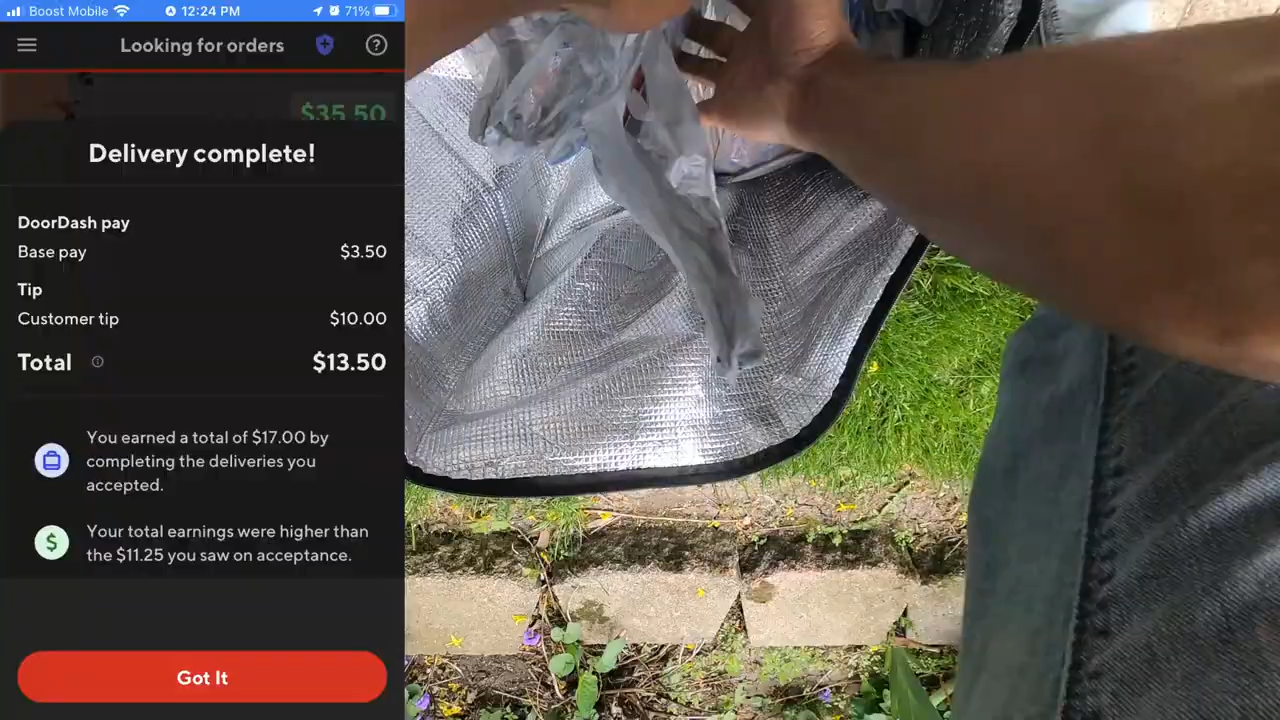 Boost Mobile 12:24 PM 71%
Looking for orders
$35.50
Delivery complete!
DoorDash pay
Base pay $3.50
Tip
Customer tip $10.00
Total $13.50
You earned a total of $17.00 by
completing the deliveries you
accepted.
Your total earnings were higher than
the $11.25 you saw on acceptance.
Got It